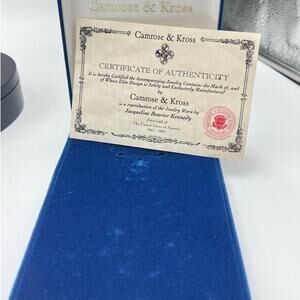 Camrose & Kross
Camrose & Kross
CERTIFICATE OF AUTHENTICITY
It is hereby Certified the Accompanying Jewelry Contains the Mark of, and
of Whose Elite Design is Solely and Exclusively Manufactured
by
Camrose & Kross
is a reproduction of the Jewelry Worn by
Jacqueline Bouvier Kennedy
First Lady of
The United States of America
1961 - 1963